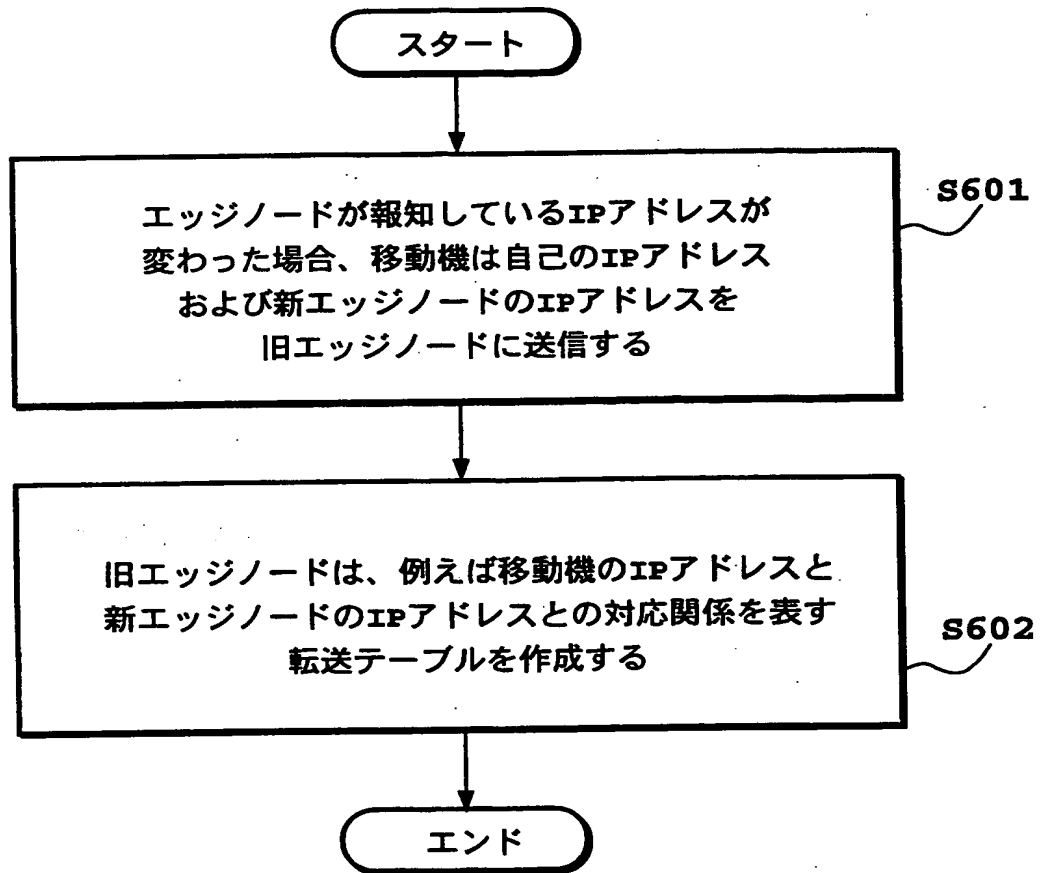 スタート
エッジノードが報知しているIPアドレスが
変わった場合、移動機は自己のIPアドレス
および新エッジノードのIPアドレスを
旧エッジノードに送信する
S601
旧エッジノードは、例えば移動機のIPアドレスと
新エッジノードのIPアドレスとの対応関係を表す
転送テーブルを作成する
S602
エンド